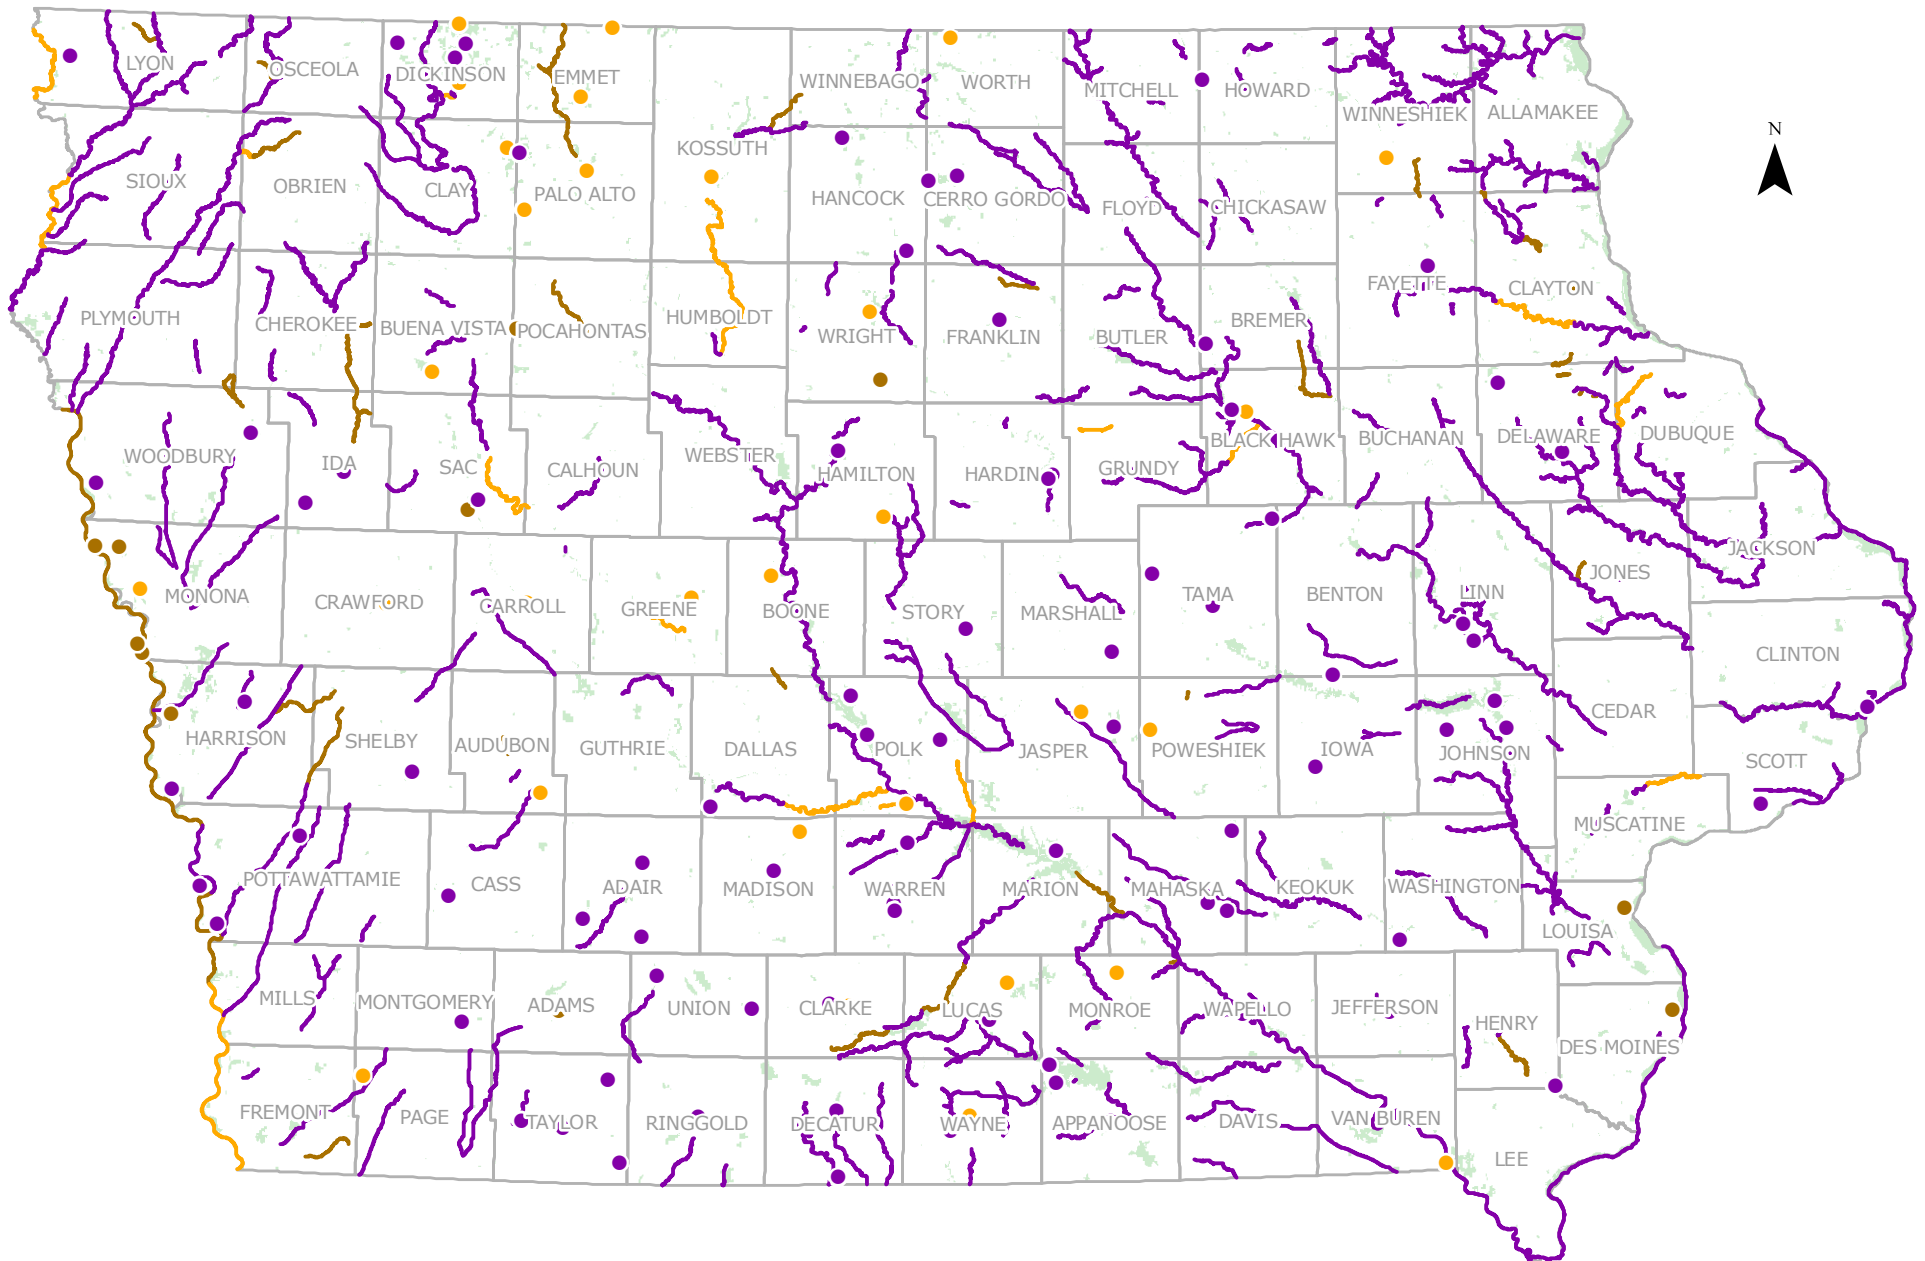 LYON
OSCEOLA
DICKINSON
EMMET
WINNEBAGO
WORTH
MITCHELL
HOWARD
WINNESHIEK
ALLAMAKEE
N
KOSSUTH
SIOUX
OBRIEN
CLAY
PALO ALTO
HANCOCK
CERRO GORDO
FLOYD
CHICKASAW
FAYETTE
CLAYTON
PLYMOUTH
CHEROKEE
BUENA VISTA
POCAHONTAS
HUMBOLDT
WRIGHT
FRANKLIN
BUTLER
BREMER
WOODBURY
IDA
SAC
CALHOUN
WEBSTER
HAMILTON
HARDIN
GRUNDY
BLACK HAWK
BUCHANAN
DELAWARE
DUBUQUE
MONONA
CRAWFORD
CARROLL
GREENE
BOONE
STORY
MARSHALL
TAMA
BENTON
LINN
JONES
JACKSON
CLINTON
HARRISON
SHELBY
AUDUBON
GUTHRIE
DALLAS
POLK
JASPER
POWESHIEK
IOWA
JOHNSON
CEDAR
SCOTT
MUSCATINE
POTTAWATTAMIE
CASS
ADAIR
MADISON
WARREN
MARION
MAHASKA
KEOKUK
WASHINGTON
LOUISA
MILLS
MONTGOMERY
ADAMS
UNION
CLARKE
LUCAS
MONROE
WAPELLO
JEFFERSON
HENRY
DES MOINES
FREMONT
PAGE
TAYLOR
RINGGOLD
DECATUR
WAYNE
APPANOOSE
DAVIS
VAN BUREN
LEE